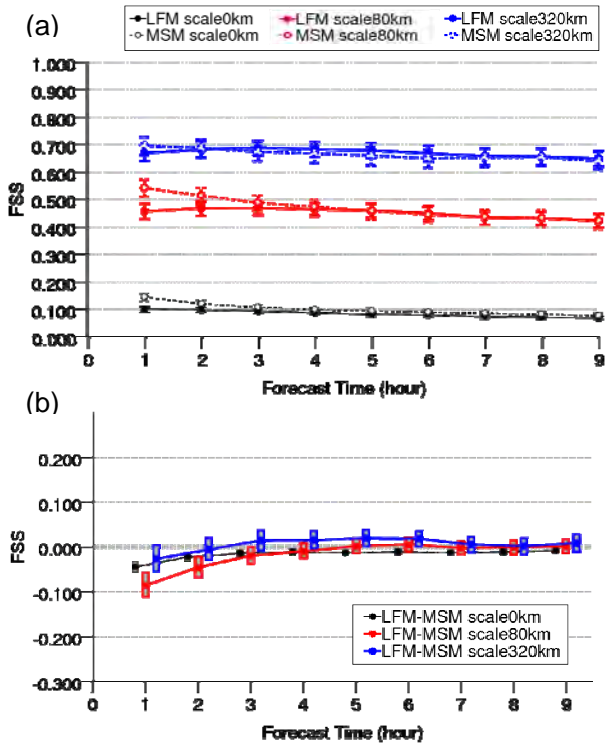 (a)
LFM scale0km LFM scale80km LFM scale320km
MSM scale0km MSM scale80km MSM scale320km
1.000
0.900
0.800
0.700
0.600
0.500
0.400
0.300
0.200
0.100
0.000
FSS
0 1 2 3 4 5 6 7 8 9
Forecast Time (hour)
(b)
0.200
0.100
0.000
-0.100
-0.200
-0.300
FSS
LFM-MSM scale0km
LFM-MSM scale80km
LFM-MSM scale320km
0 1 2 3 4 5 6 7 8 9
Forecast Time (hour)